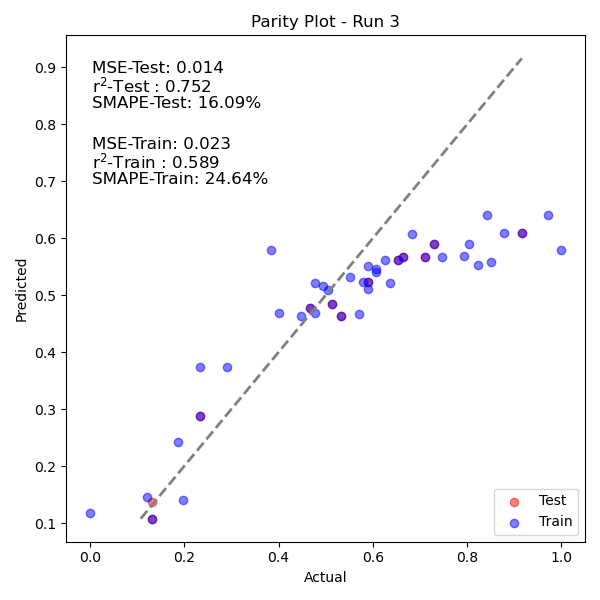 Parity Plot - Run 3
MSE-Test: 0.014
r²-Test : 0.752
SMAPE-Test: 16.09%
MSE-Train: 0.023
r²-Train : 0.589
SMAPE-Train: 24.64%
Predicted
0.9
0.8
0.7
0.6
0.5
0.4
0.3
0.2
0.1
Test
Train
0.0 0.2 0.4 0.6 0.8 1.0
Actual